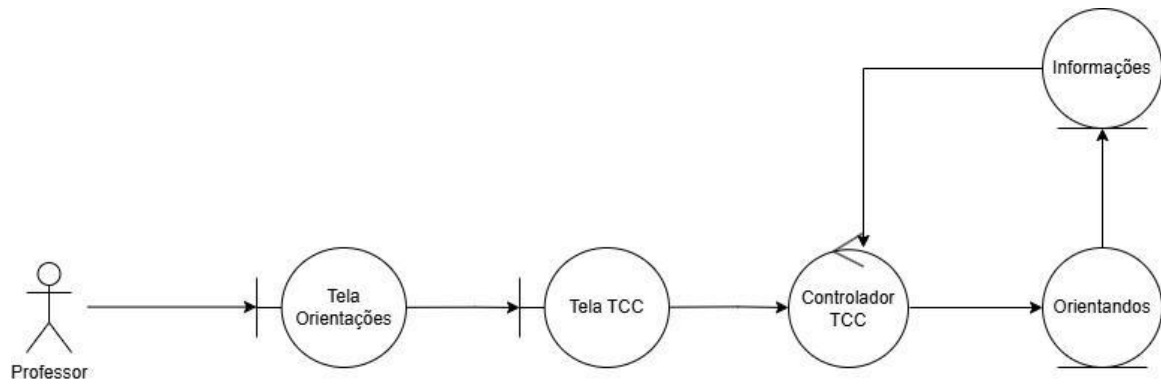 Informações
Tela
Orientações
Tela TCC
Controlador
TCC
Orientandos
Professor